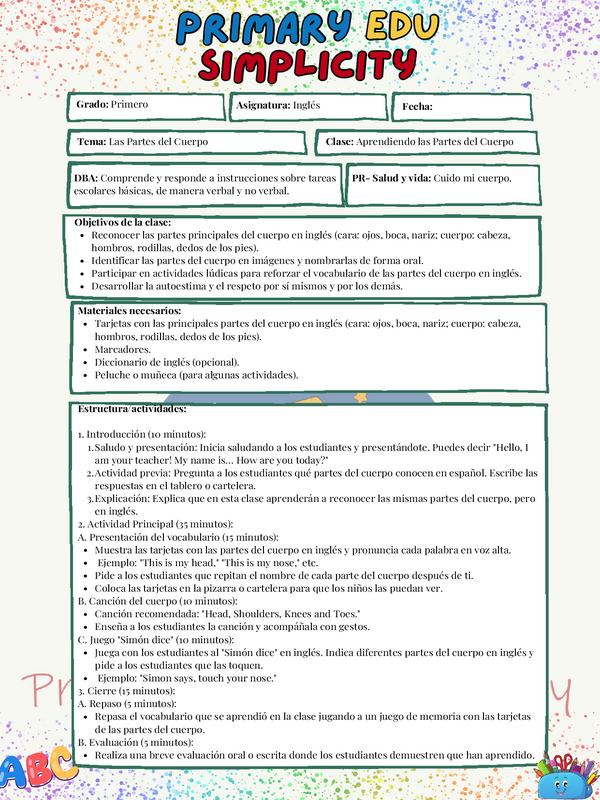 PRIMARY EDU
SIMPLICITY
Grado: Primero
Asignatura: Inglés
Fecha:
Tema: Las Partes del Cuerpo
Clase: Aprendiendo las Partes del Cuerpo
DBA: Comprende y responde a instrucciones sobre tareas
escolares básicas, de manera verbal y no verbal.
PR- Salud y vida: Cuido mi cuerpo.
Objetivos de la clase:
• Reconocer las partes principales del cuerpo en inglés (cara: ojos, boca, nariz; cuerpo: cabeza,
hombros, rodillas, dedos de los pies).
• Identificar las partes del cuerpo en imágenes y nombrarlas de forma oral.
• Participar en actividades lúdicas para reforzar el vocabulario de las partes del cuerpo en inglés.
• Desarrollar la autoestima y el respeto por sí mismos y por los demás.
Materiales necesarios:
• Tarjetas con las principales partes del cuerpo en inglés (cara: ojos, boca, nariz; cuerpo: cabeza,
hombros, rodillas, dedos de los pies).
• Marcadores.
• Diccionario de inglés (opcional).
• Peluche o muñeca (para algunas actividades).
Estructura/actividades:
1. Introducción (10 minutos):
1. Saludo y presentación: Inicia saludando a los estudiantes y presentándote. Puedes decir "Hello, I
am your teacher! My name is... How are you today?"
2. Actividad previa: Pregunta a los estudiantes qué partes del cuerpo conocen en español. Escribe las
respuestas en el tablero o cartelera.
3. Explicación: Explica que en esta clase aprenderán a reconocer las mismas partes del cuerpo, pero
en inglés.
2. Actividad Principal (35 minutos):
A. Presentación del vocabulario (15 minutos):
• Muestra las tarjetas con las partes del cuerpo en inglés y pronuncia cada palabra en voz alta.
• Ejemplo: "This is my head," "This is my nose," etc.
• Pide a los estudiantes que repitan el nombre de cada parte del cuerpo después de ti.
• Coloca las tarjetas en la pizarra o cartelera para que los niños las puedan ver.
B. Canción del cuerpo (10 minutos):
• Canción recomendada: "Head, Shoulders, Knees and Toes."
• Enseña a los estudiantes la canción y acompáñala con gestos.
C. Juego "Simón dice" (10 minutos):
• Juega con los estudiantes al "Simón dice" en inglés. Indica diferentes partes del cuerpo en inglés y
pide a los estudiantes que las toquen.
• Ejemplo: "Simon says, touch your nose."
3. Cierre (15 minutos):
A. Repaso (5 minutos):
• Repasa el vocabulario que se aprendió en la clase jugando a un juego de memoria con las tarjetas
de las partes del cuerpo.
B. Evaluación (5 minutos):
• Realiza una breve evaluación oral o escrita donde los estudiantes demuestren que han aprendido.
ABC